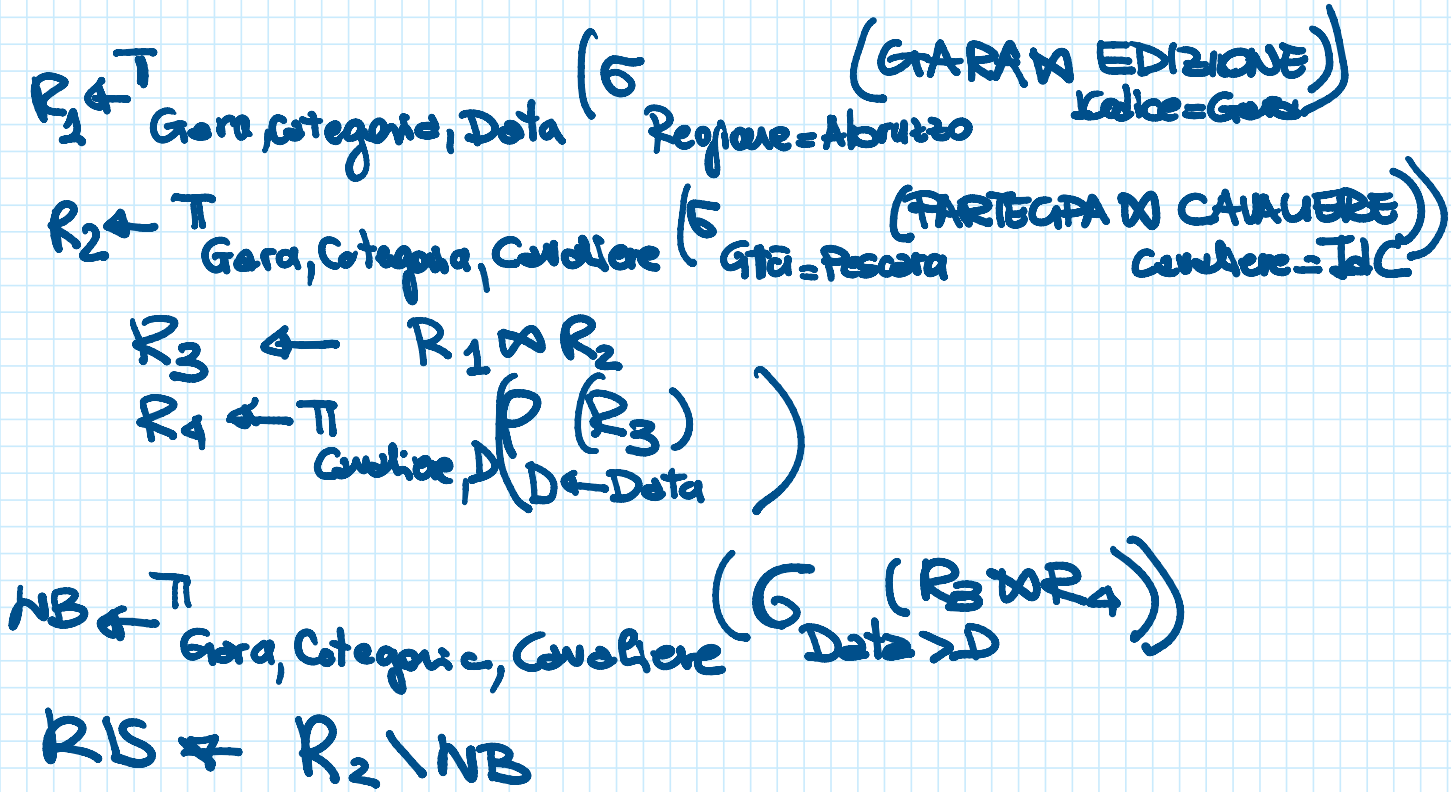 R₁ ← π Gara, Categoria, Data (σ Regione=Abruzzo (GARA ⋈ EDIZIONE)) Codice=Gara
R₂ ← π Gara, Categoria, Cavaliere (σ Città=Pescara (PARTECIPA ⋈ CAVALIERE)) Cavaliere=IdC
R₃ ← R₁ ⋈ R₂
R₄ ← π Cavaliere, D (ρ D←Data (R₃))
NB ← π Gara, Categoria, Cavaliere (σ Data>D (R₃ ⋈ R₄))
RIS ← R₂ \ NB